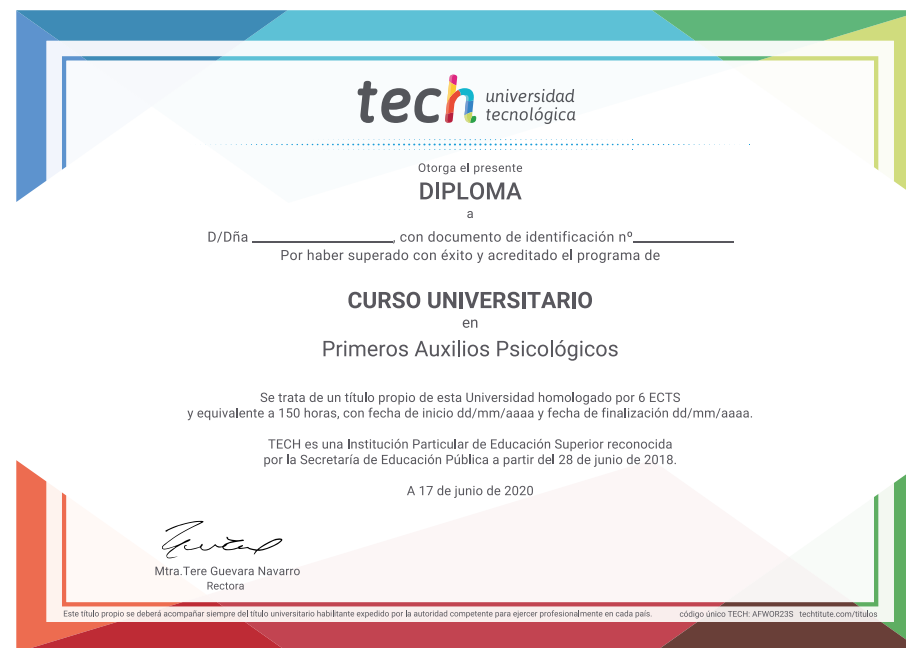 tech universidad
tecnológica
Otorga el presente
DIPLOMA
a
D/Dña ____________________, con documento de identificación nº______________
Por haber superado con éxito y acreditado el programa de
CURSO UNIVERSITARIO
en
Primeros Auxilios Psicológicos
Se trata de un título propio de esta Universidad homologado por 6 ECTS
y equivalente a 150 horas, con fecha de inicio dd/mm/aaaa y fecha de finalización dd/mm/aaaa.
TECH es una Institución Particular de Educación Superior reconocida
por la Secretaría de Educación Pública a partir del 28 de junio de 2018.
A 17 de junio de 2020
Mtra.Tere Guevara Navarro
Rectora
Este título propio se deberá acompañar siempre del título universitario habilitante expedido por la autoridad competente para ejercer profesionalmente en cada país. código único TECH: AFWOR23S techtitute.com/títulos